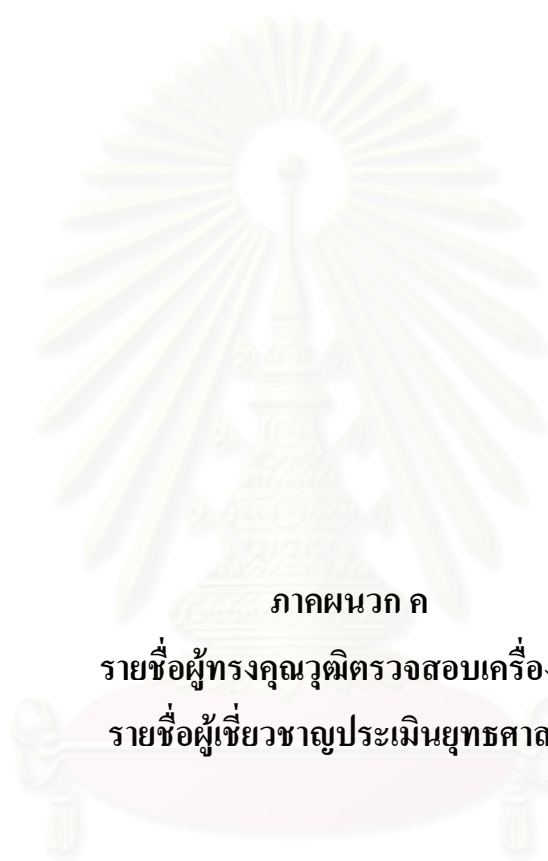 ภาคผนวก ค
รายชื่อผู้ทรงคุณวุฒิตรวจสอบเครื่อง
รายชื่อผู้เชี่ยวชาญประเมินยุทธศาส